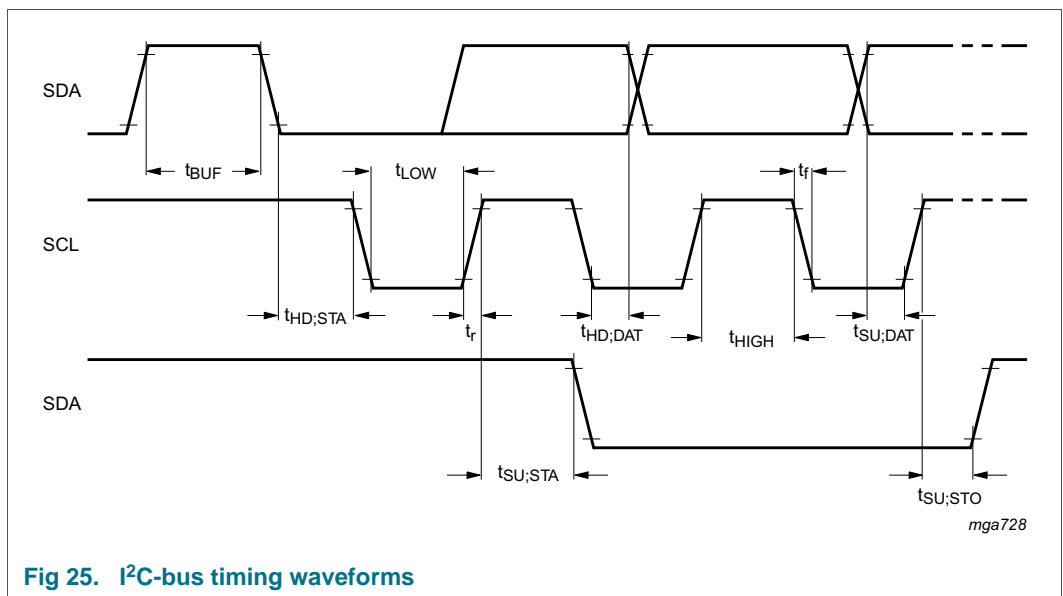 SDA
tBUF
tLOW
tf
SCL
tHD;STA
tr
tHD;DAT
tHIGH
tSU;DAT
SDA
tSU;STA
tSU;STO
mga728
Fig 25. I²C-bus timing waveforms